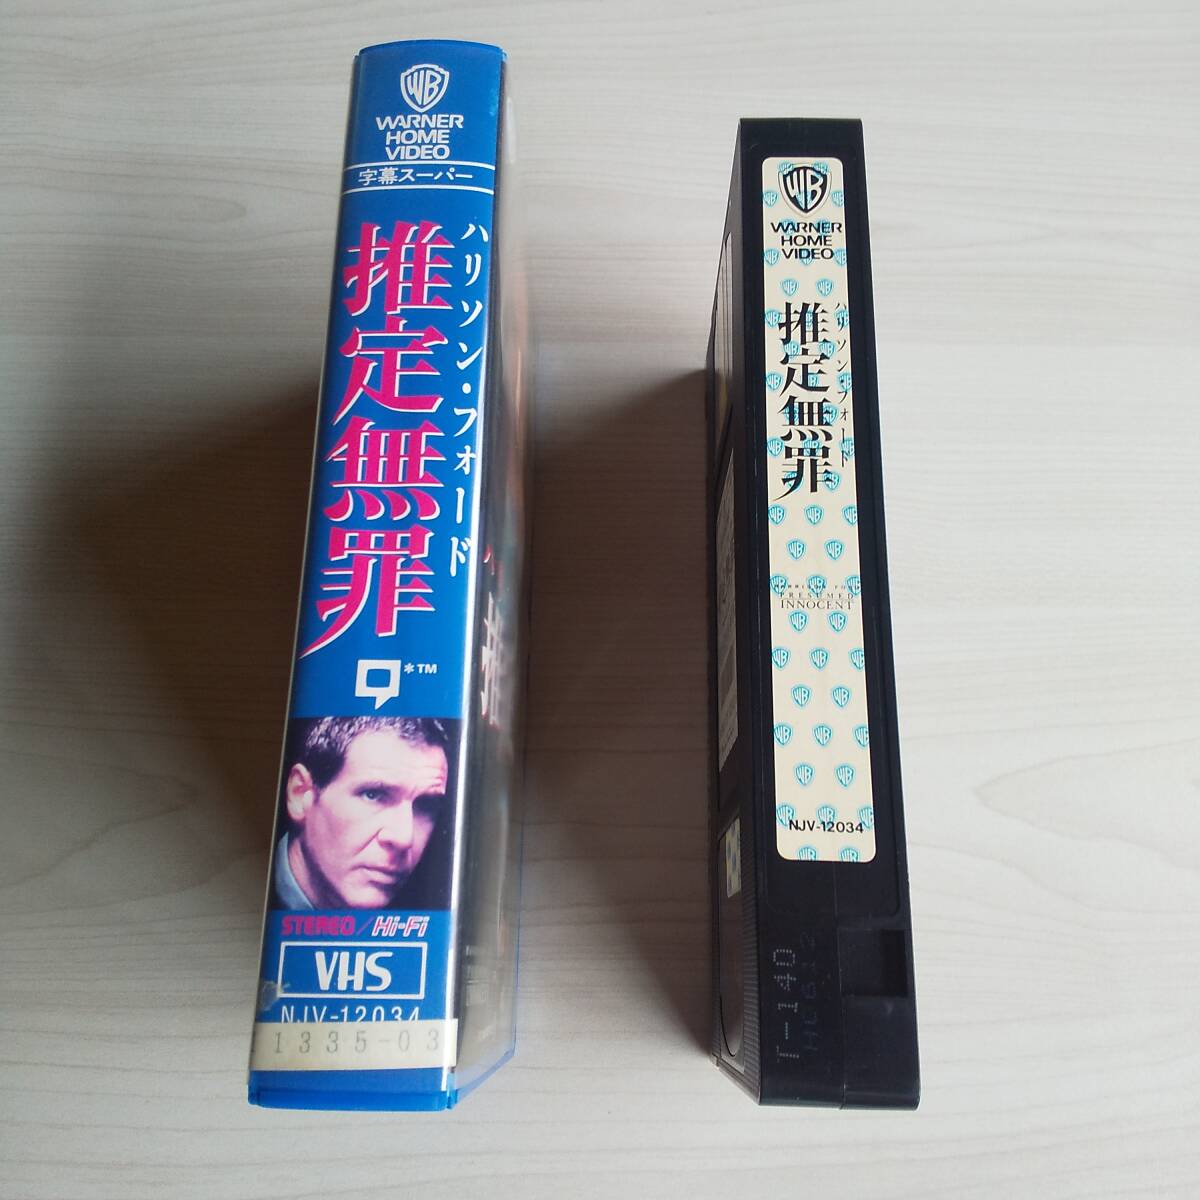 WB
WARNER
HOME
VIDEO
字幕スーパー
ハリソン・フォード
推定無罪
*TM
STEREO/Hi-Fi
VHS
NJV-12034
1335-03
WB
WARNER
HOME
VIDEO
ハリソン・フォード
推定無罪
PRESUMED
INNOCENT
NJV-12034
T-140